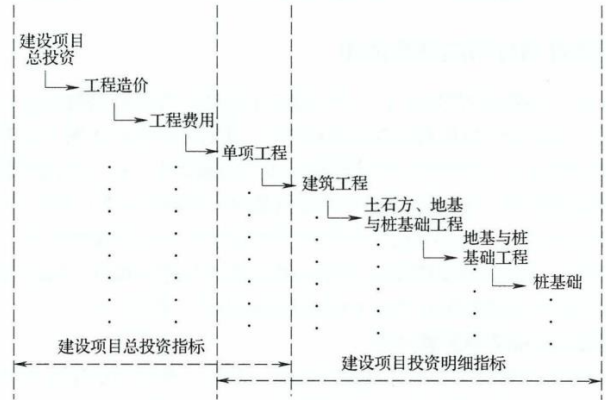 建设项目
总投资
工程造价
工程费用
单项工程
建筑工程
土石方、地基
与桩基础工程
地基与桩
基础工程
桩基础
建设项目总投资指标
建设项目投资明细指标